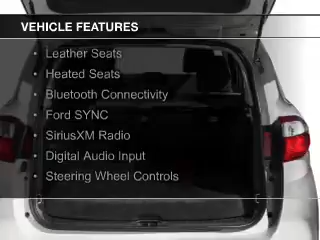 VEHICLE FEATURES
• Leather Seats
• Heated Seats
• Bluetooth Connectivity
• Ford SYNC
• SiriusXM Radio
• Digital Audio Input
• Steering Wheel Controls